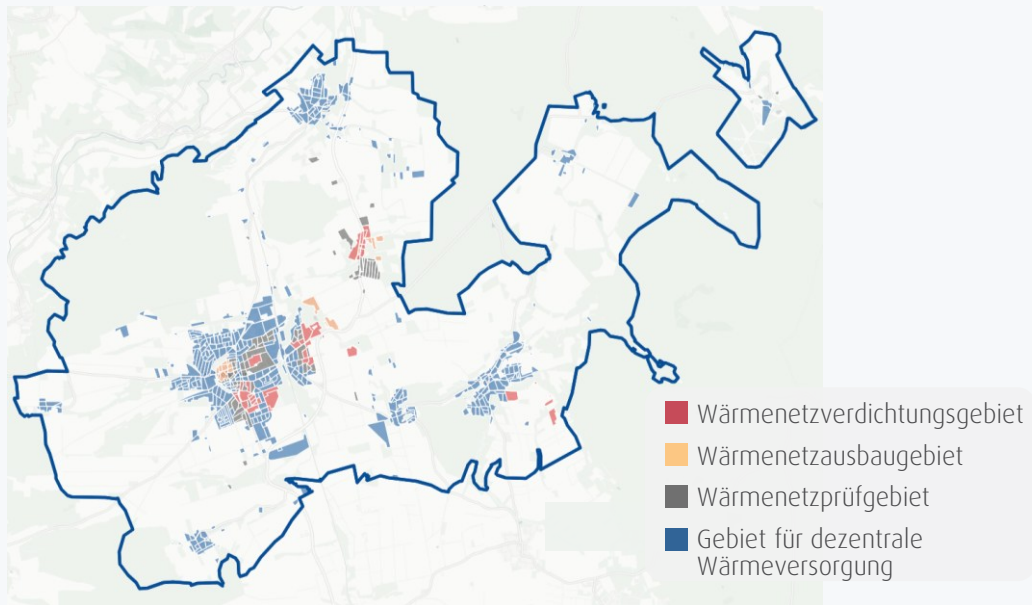 Wärmenetzverdichtungsgebiet
Wärmenetzausbaugebiet
Wärmenetzprüfgebiet
Gebiet für dezentrale
Wärmeversorgung